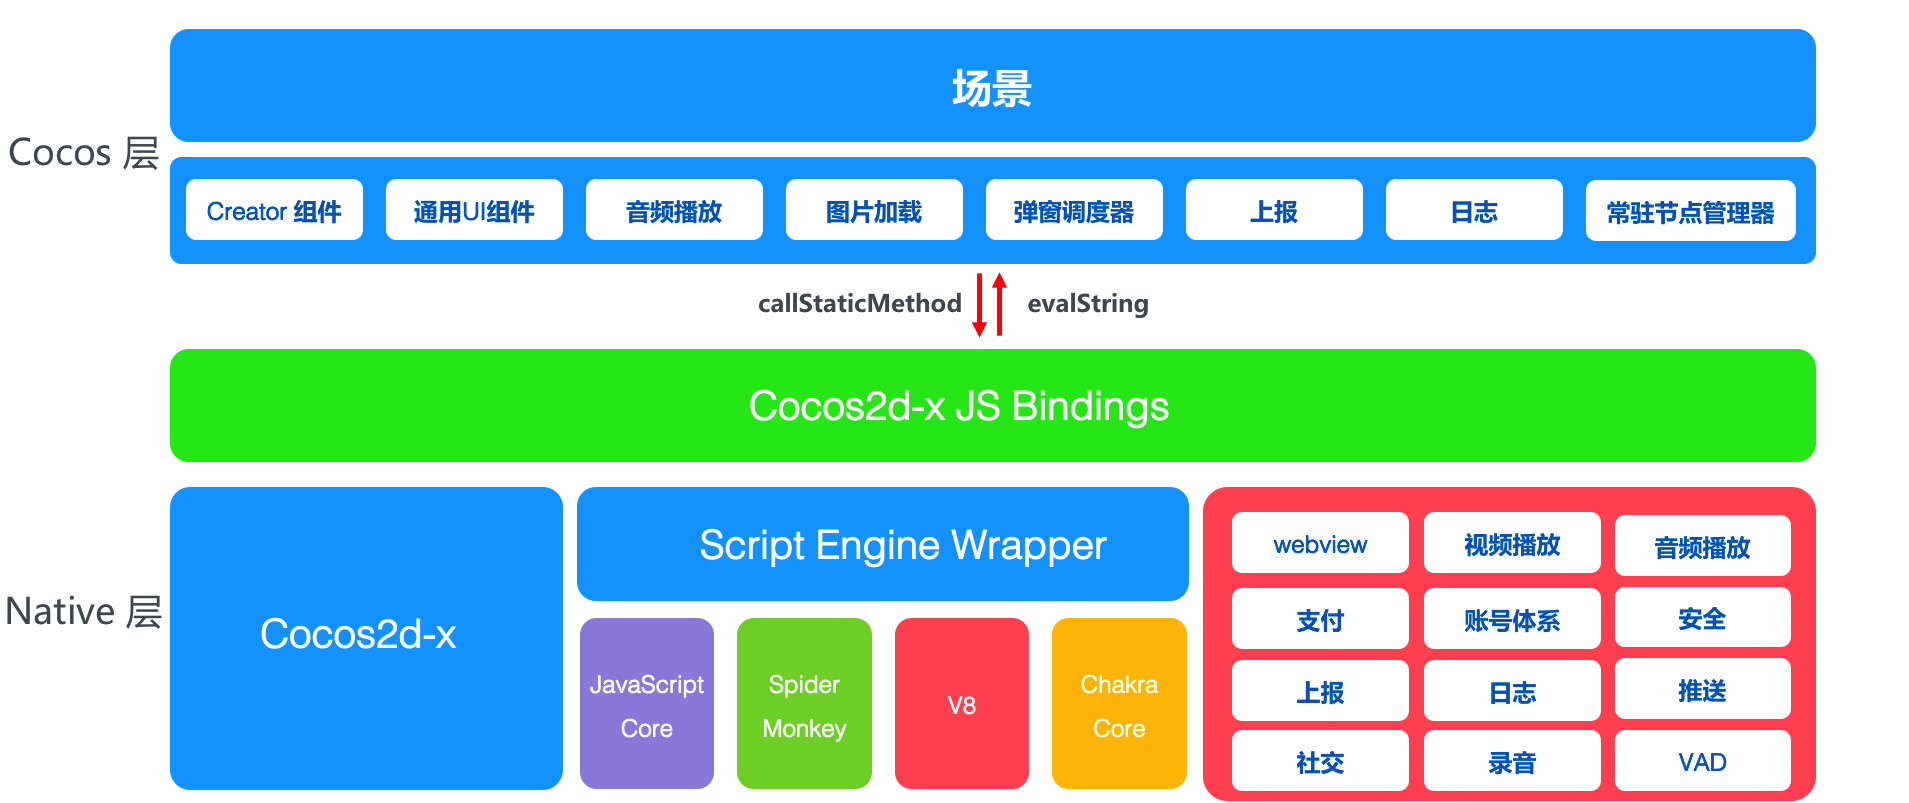 场景
Cocos 层
Creator 组件
通用UI组件
音频播放
图片加载
弹窗调度器
上报
日志
常驻节点管理器
callStaticMethod
evalString
Cocos2d-x JS Bindings
Native 层
Cocos2d-x
Script Engine Wrapper
JavaScript
Core
Spider
Monkey
V8
Chakra
Core
webview
视频播放
音频播放
支付
账号体系
安全
上报
日志
推送
社交
录音
VAD